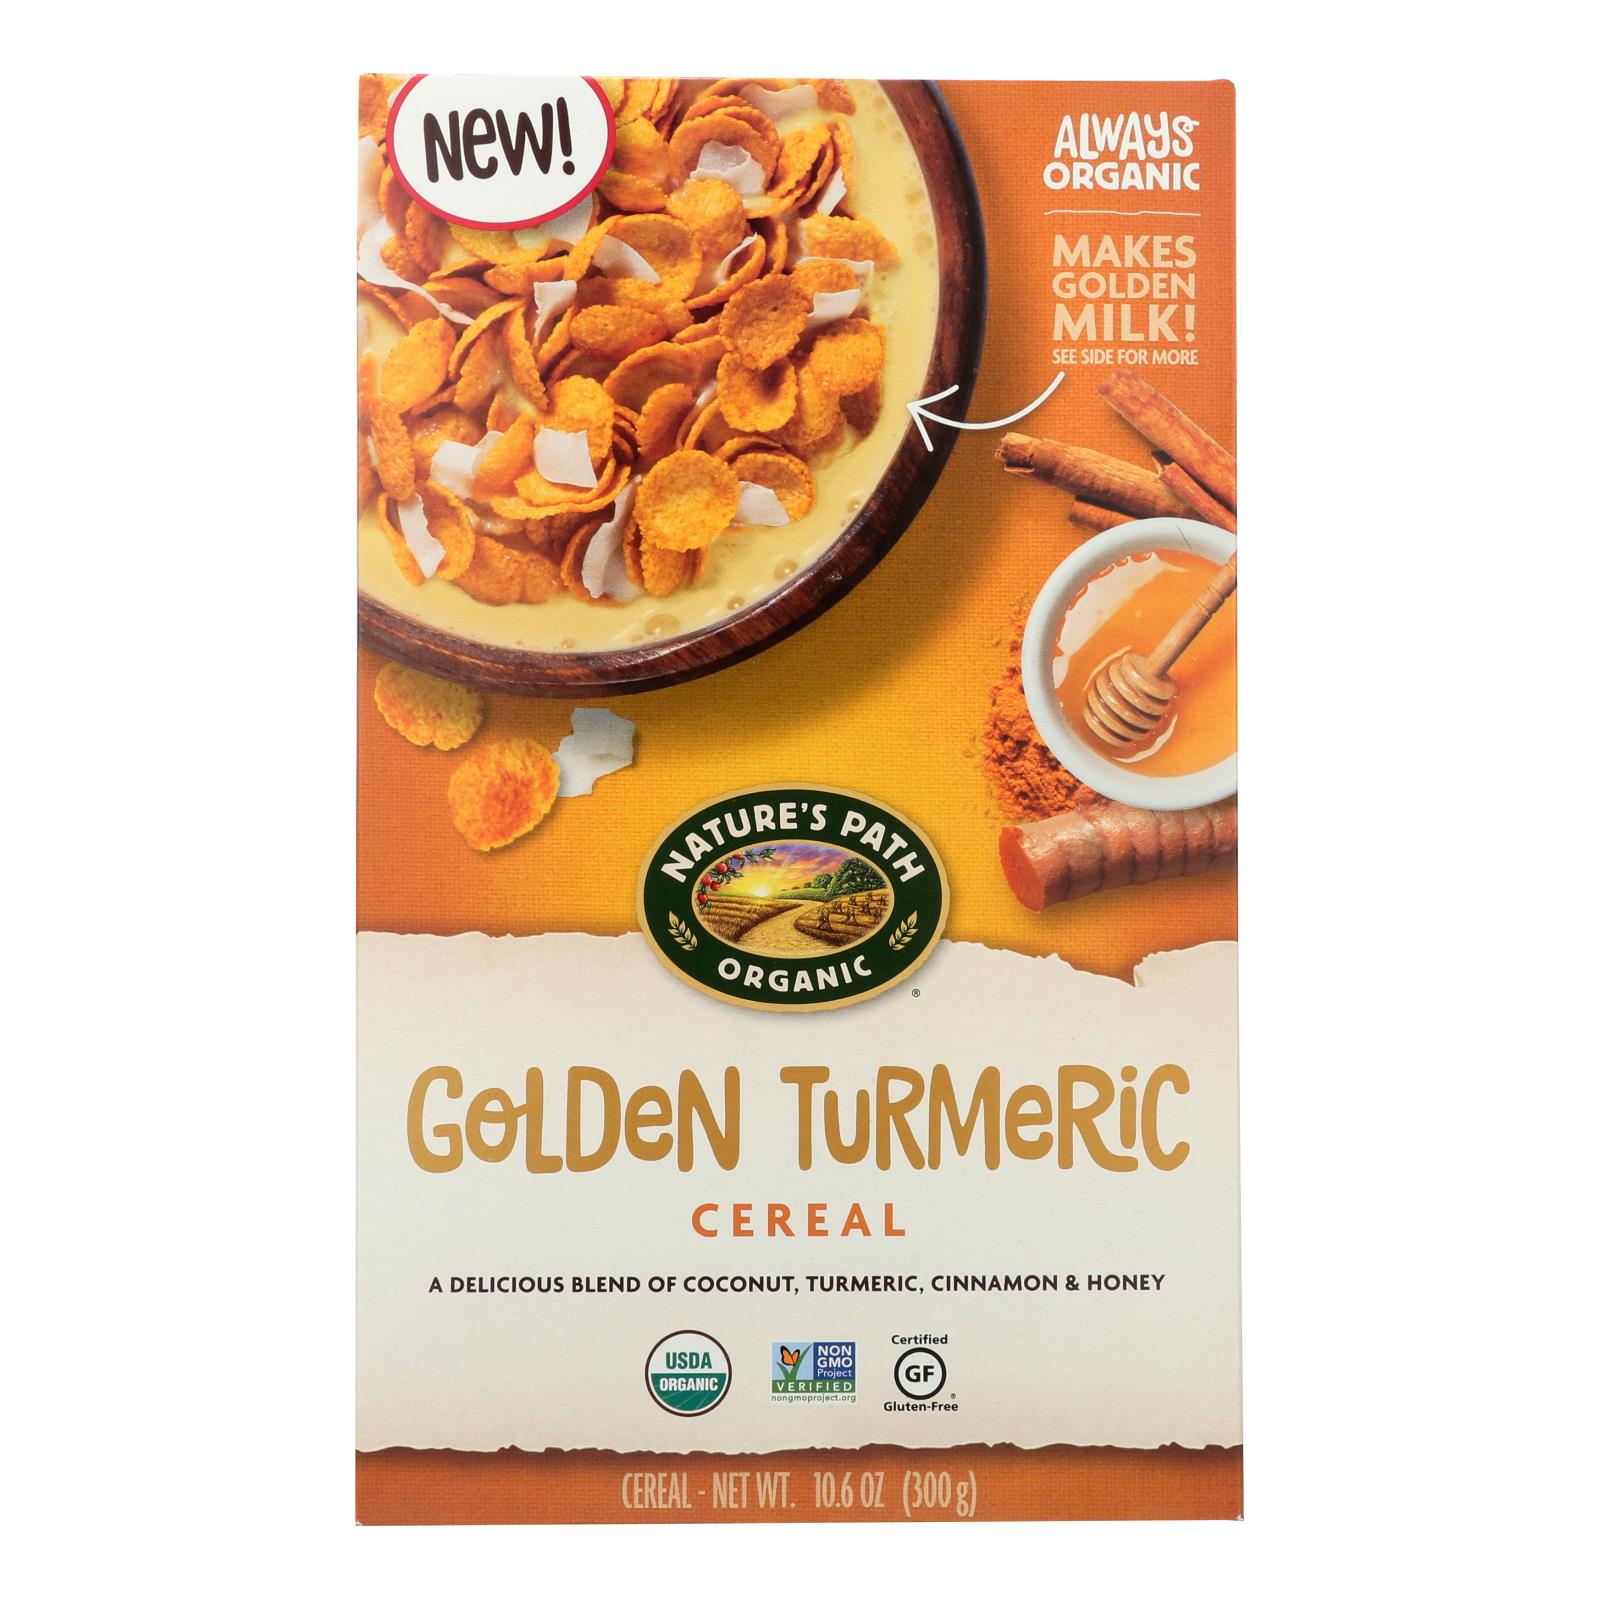 NEW!
ALWAYS
ORGANIC
MAKES
GOLDEN
MILK!
SEE SIDE FOR MORE
NATURE'S PATH
ORGANIC
®
GOLDEN TURMERIC
CEREAL
A DELICIOUS BLEND OF COCONUT, TURMERIC, CINNAMON & HONEY
USDA
ORGANIC
NON
GMO
Project
VERIFIED
nongmoproject.org
Certified
GF
®
Gluten-Free
CEREAL - NET WT. 10.6 OZ (300 g)